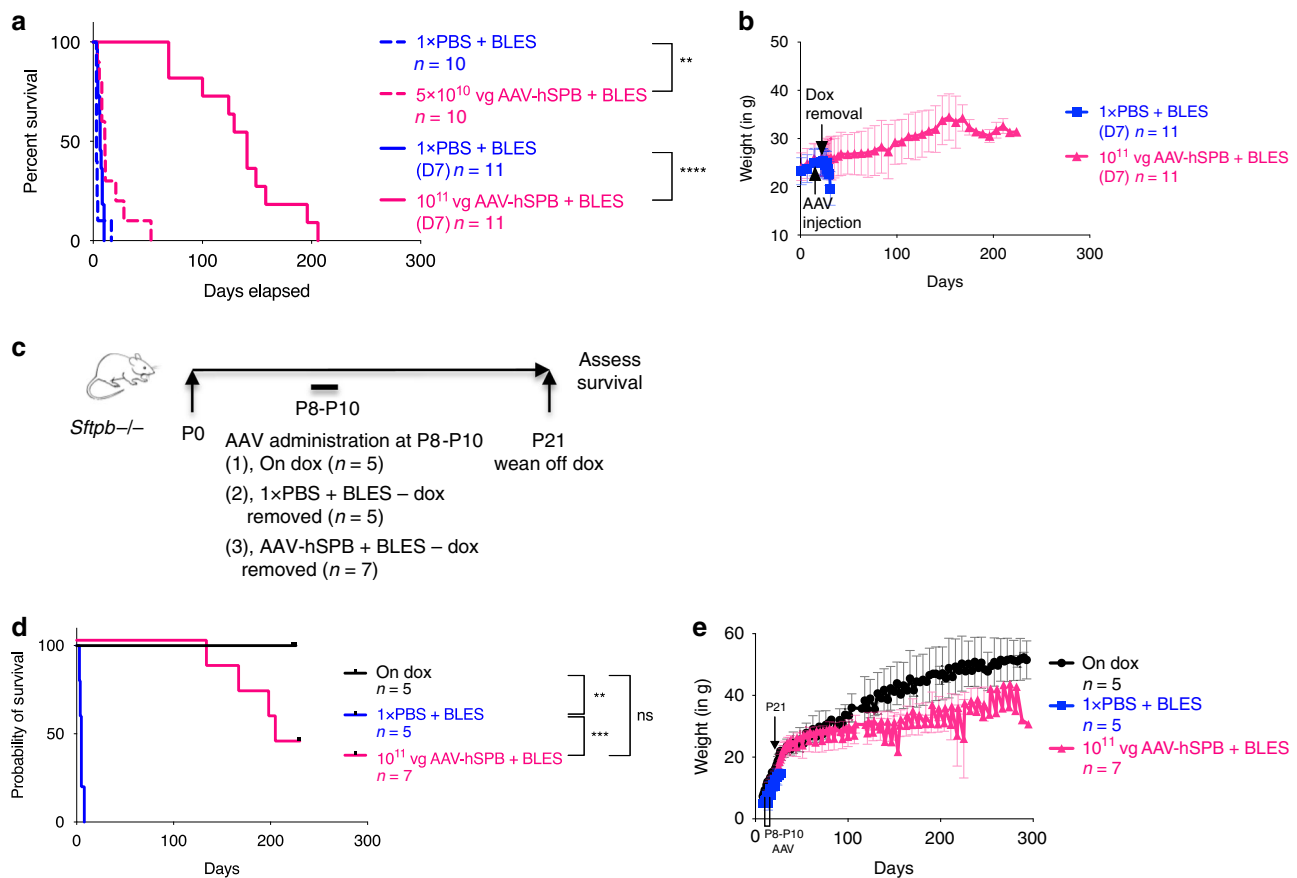 a
Percent survival
100
50
0
0
100
200
300
Days elapsed
1×PBS + BLES
n = 10
5×10¹⁰ vg AAV-hSPB + BLES
n = 10
1×PBS + BLES
(D7) n = 11
10¹¹ vg AAV-hSPB + BLES
(D7) n = 11
**
****
b
Weight (in g)
50
40
30
20
10
0
100
200
300
Days
Dox
removal
AAV
injection
1×PBS + BLES
(D7) n = 11
10¹¹ vg AAV-hSPB + BLES
(D7) n = 11
c
Sftpb–/–
P0
P8-P10
Assess
survival
AAV administration at P8-P10
(1), On dox (n = 5)
(2), 1×PBS + BLES – dox
removed (n = 5)
(3), AAV-hSPB + BLES – dox
removed (n = 7)
P21
wean off dox
d
Probability of survival
100
50
0
0
100
200
300
Days
On dox
n = 5
1×PBS + BLES
n = 5
10¹¹ vg AAV-hSPB + BLES
n = 7
**
***
ns
e
Weight (in g)
60
40
20
0
0
100
200
300
Days
P21
P8-P10
AAV
On dox
n = 5
1×PBS + BLES
n = 5
10¹¹ vg AAV-hSPB + BLES
n = 7